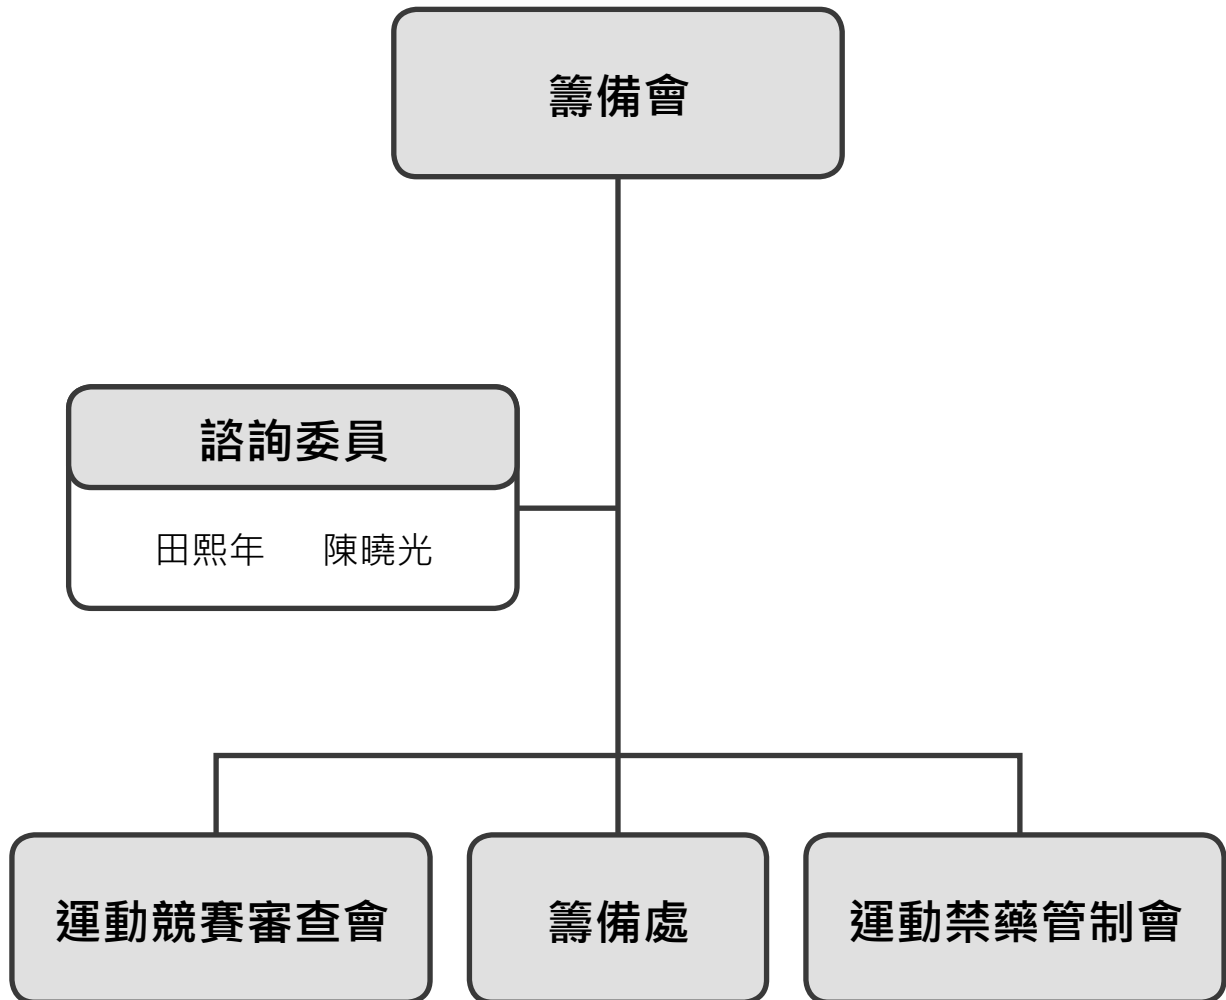 籌備會
諮詢委員
田熙年 陳曉光
運動競賽審查會
籌備處
運動禁藥管制會